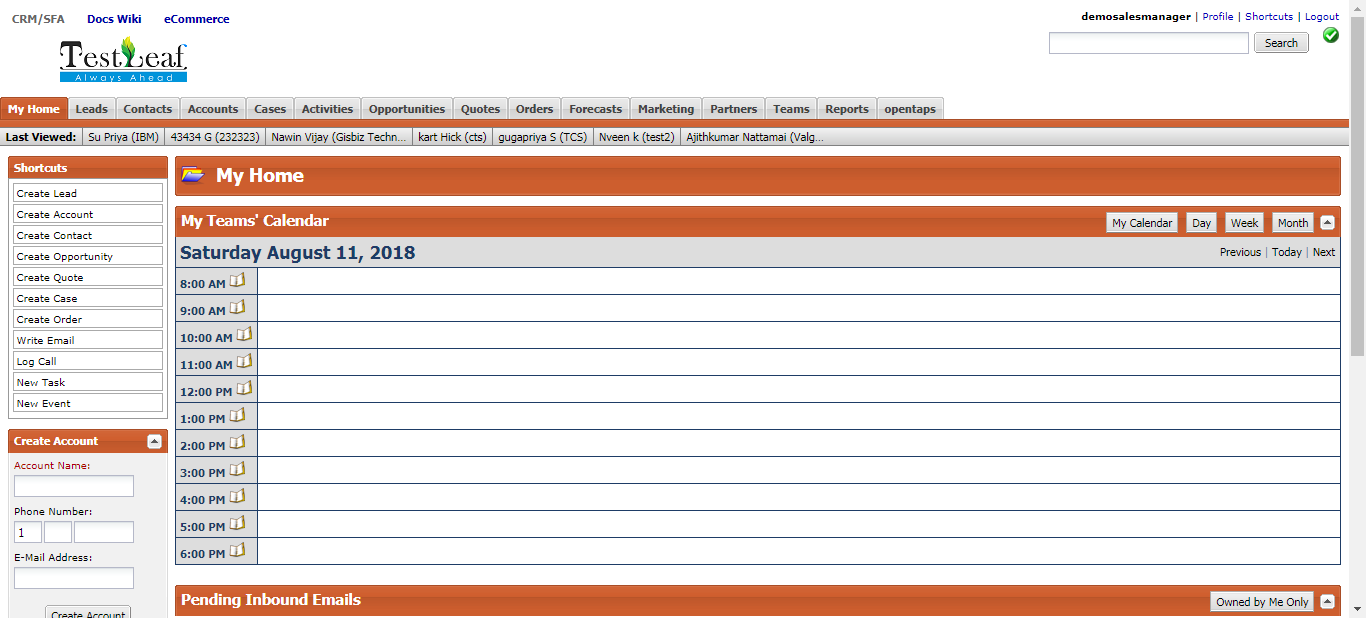 CRM/SFA Docs Wiki eCommerce
demosalesmanager | Profile | Shortcuts | Logout
Search
TestLeaf
Always Ahead
My Home Leads Contacts Accounts Cases Activities Opportunities Quotes Orders Forecasts Marketing Partners Teams Reports opentaps
Last Viewed: Su Priya (IBM) 43434 G (232323) Nawin Vijay (Gisbiz Techn... kart Hick (cts) gugapriya S (TCS) Nveen k (test2) Ajithkumar Nattamai (Valg...
Shortcuts
Create Lead
Create Account
Create Contact
Create Opportunity
Create Quote
Create Case
Create Order
Write Email
Log Call
New Task
New Event
Create Account
Account Name:
Phone Number:
1
E-Mail Address:
Create Account
My Home
My Teams' Calendar My Calendar Day Week Month
Saturday August 11, 2018 Previous | Today | Next
8:00 AM
9:00 AM
10:00 AM
11:00 AM
12:00 PM
1:00 PM
2:00 PM
3:00 PM
4:00 PM
5:00 PM
6:00 PM
Pending Inbound Emails Owned by Me Only